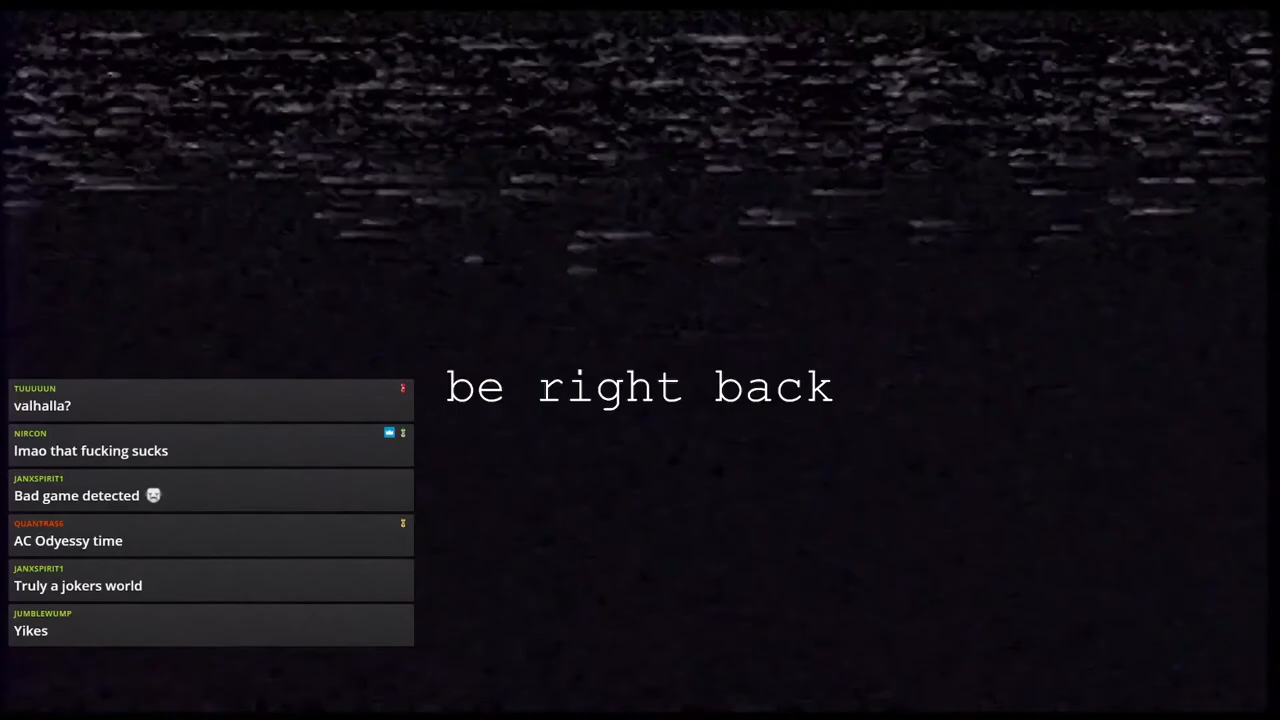 TUUUUUN
valhalla?
NIRCON
lmao that fucking sucks
JANXSPIRIT1
Bad game detected
QUANTRAS6
AC Odyessy time
JANXSPIRIT1
Truly a jokers world
JUMBLEWUMP
Yikes
be right back